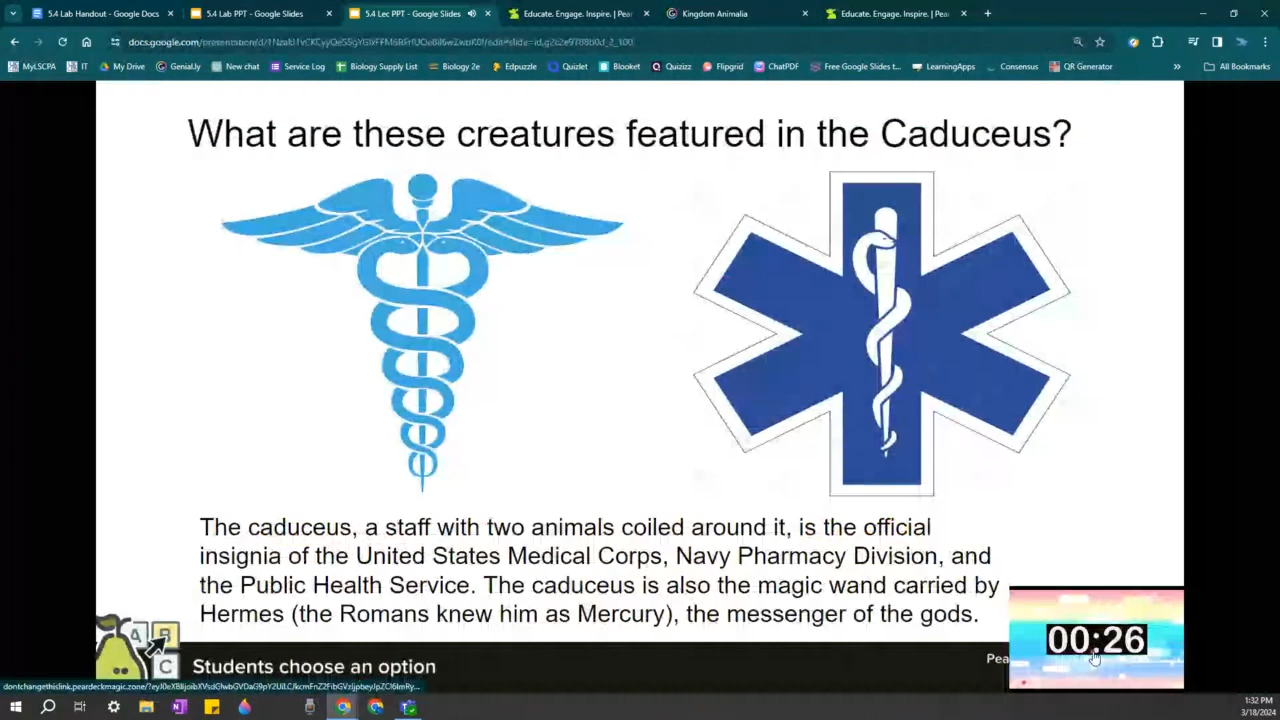 5.4 Lab Handout - Google Docs
5.4 Lab PPT - Google Slides
5.4 Lec PPT - Google Slides
Educate. Engage. Inspire. | Pear
Kingdom Animalia
Educate. Engage. Inspire. | Pear
MyLSCPA
IT
My Drive
Genial.ly
New chat
Service Log
Biology Supply List
Biology 2e
Edpuzzle
Quizlet
Blooket
Quizizz
Flipgrid
ChatPDF
Free Google Slides t...
LearningApps
Consensus
QR Generator
»
All Bookmarks
What are these creatures featured in the Caduceus?
The caduceus, a staff with two animals coiled around it, is the official
insignia of the United States Medical Corps, Navy Pharmacy Division, and
the Public Health Service. The caduceus is also the magic wand carried by
Hermes (the Romans knew him as Mercury), the messenger of the gods.
A B
C
Students choose an option
Pea
00:26
1:32 PM
3/18/2024